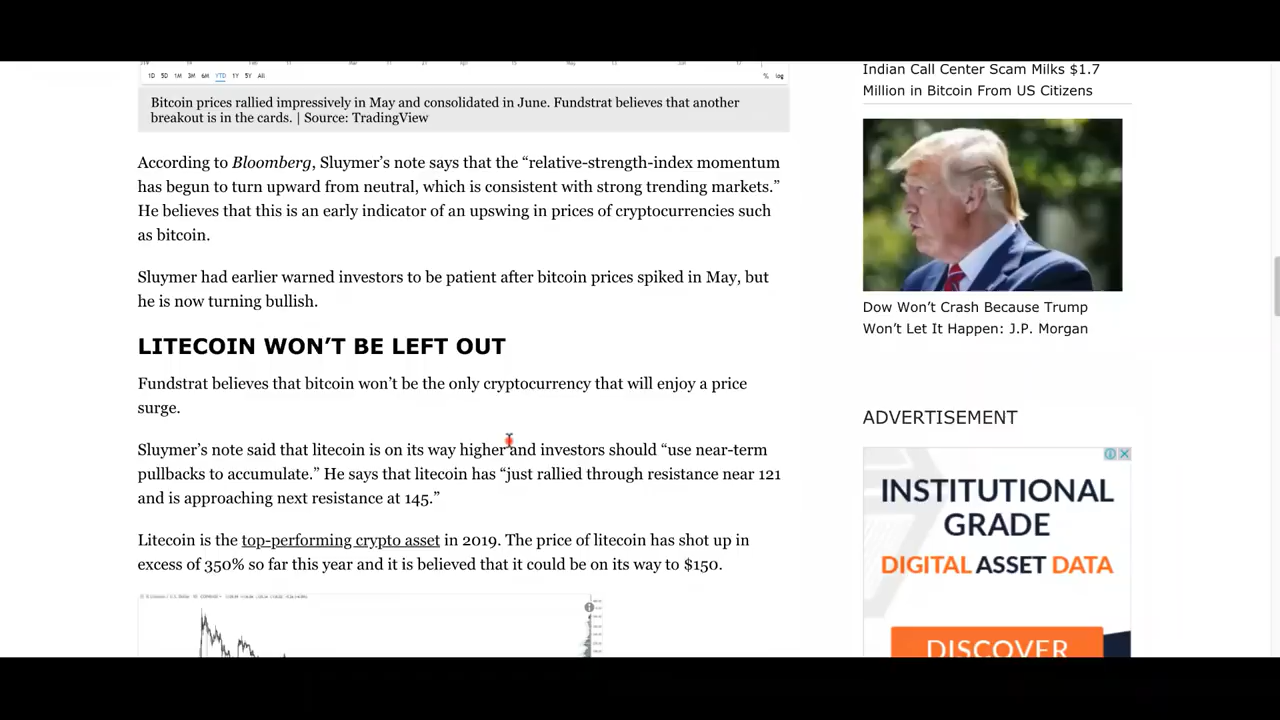 1D 5D 1M 3M 6M YTD 1Y 5Y All
% log
Bitcoin prices rallied impressively in May and consolidated in June. Fundstrat believes that another
breakout is in the cards. | Source: TradingView
According to Bloomberg, Sluymer’s note says that the “relative-strength-index momentum
has begun to turn upward from neutral, which is consistent with strong trending markets.”
He believes that this is an early indicator of an upswing in prices of cryptocurrencies such
as bitcoin.
Sluymer had earlier warned investors to be patient after bitcoin prices spiked in May, but
he is now turning bullish.
LITECOIN WON’T BE LEFT OUT
Fundstrat believes that bitcoin won’t be the only cryptocurrency that will enjoy a price
surge.
Sluymer’s note said that litecoin is on its way higher and investors should “use near-term
pullbacks to accumulate.” He says that litecoin has “just rallied through resistance near 121
and is approaching next resistance at 145.”
Litecoin is the top-performing crypto asset in 2019. The price of litecoin has shot up in
excess of 350% so far this year and it is believed that it could be on its way to $150.
Indian Call Center Scam Milks $1.7
Million in Bitcoin From US Citizens
Dow Won’t Crash Because Trump
Won’t Let It Happen: J.P. Morgan
ADVERTISEMENT
INSTITUTIONAL
GRADE
DIGITAL ASSET DATA
DISCOVER